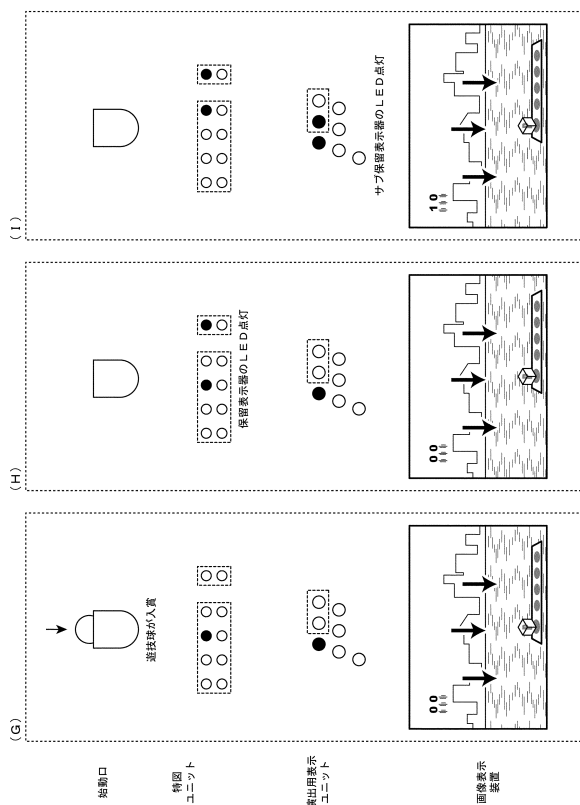 (G)
(H)
(I)
始動口
遊技球が入賞
特図
ユニット
保留表示器のLED点灯
演出用表示
ユニット
サブ保留表示器のLED点灯
画像表示
装置
00
00
10